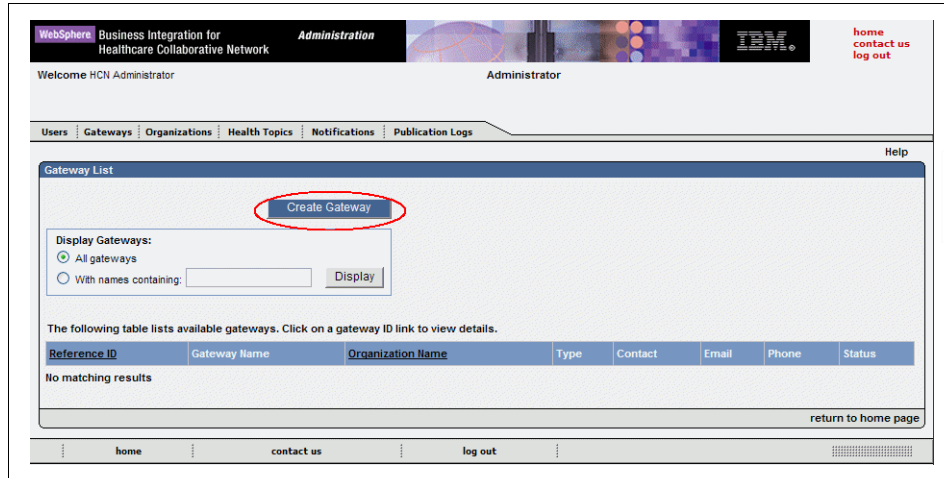 WebSphere Business Integration for Healthcare Collaborative Network
Administration
IBM.
home
contact us
log out
Welcome HCN Administrator
Administrator
Users Gateways Organizations Health Topics Notifications Publication Logs
Help
Gateway List
Create Gateway
Display Gateways:
All gateways
With names containing: Display
The following table lists available gateways. Click on a gateway ID link to view details.
Reference ID Gateway Name Organization Name Type Contact Email Phone Status
No matching results
return to home page
home contact us log out